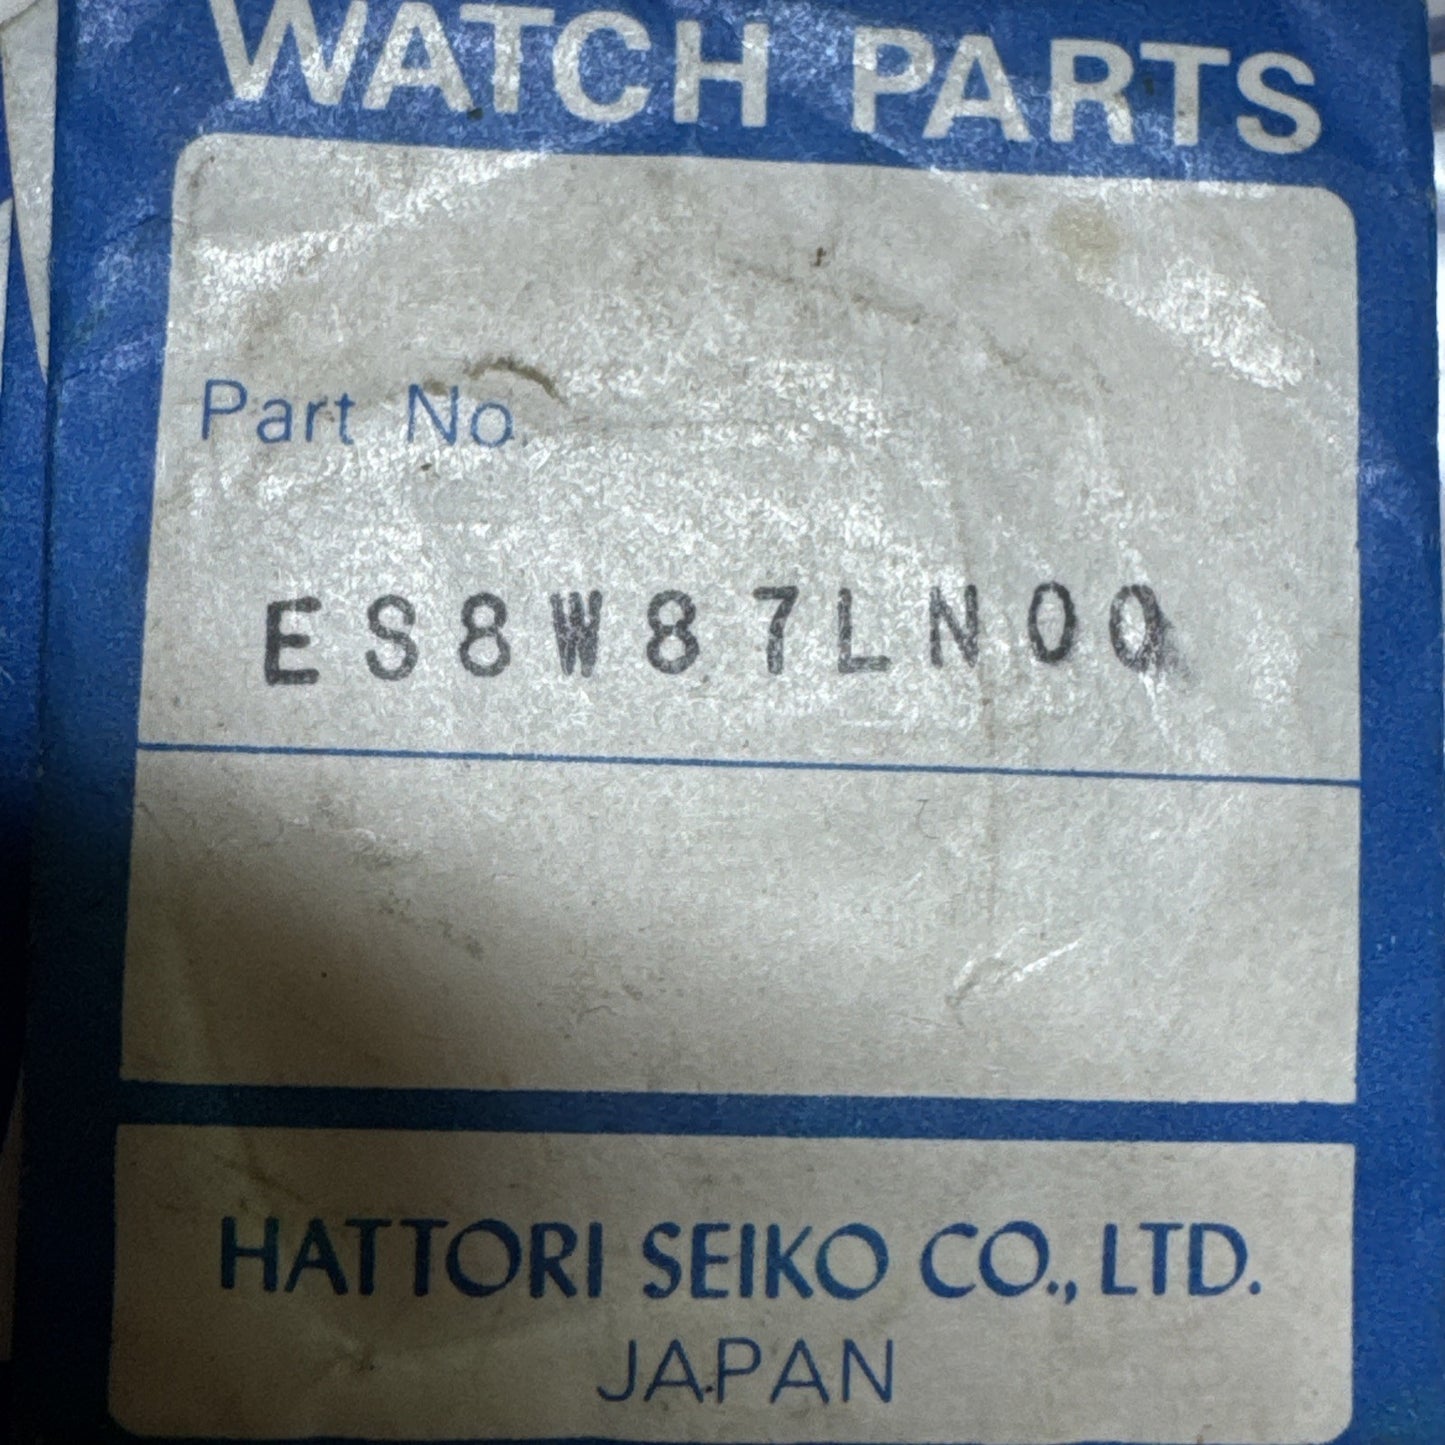 WATCH PARTS
Part No.
ES8W87LN00
HATTORI SEIKO CO., LTD.
JAPAN